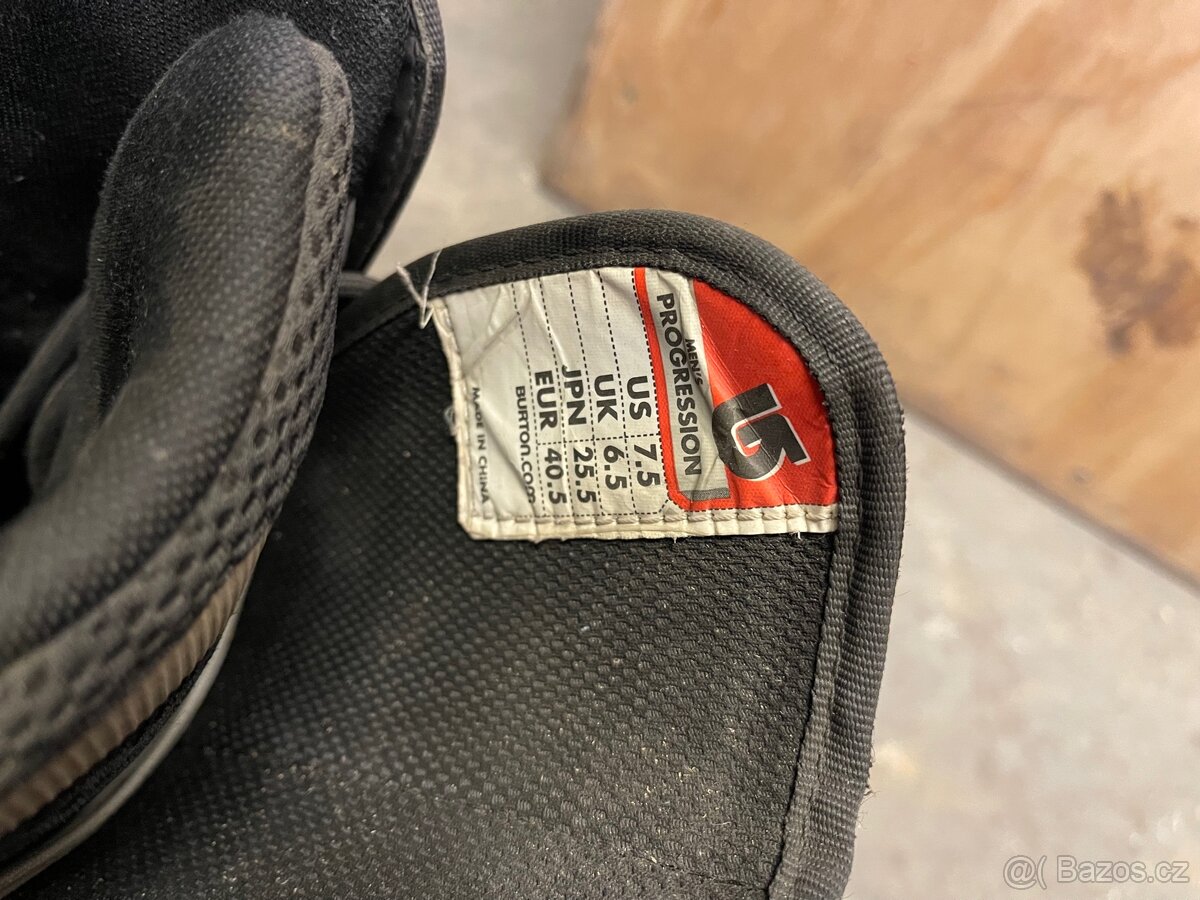 MEN'S
PROGRESSION
US 7.5
UK 6.5
JPN 25.5
EUR 40.5
BURTON.COM
MADE IN CHINA
@( Bazos.cz